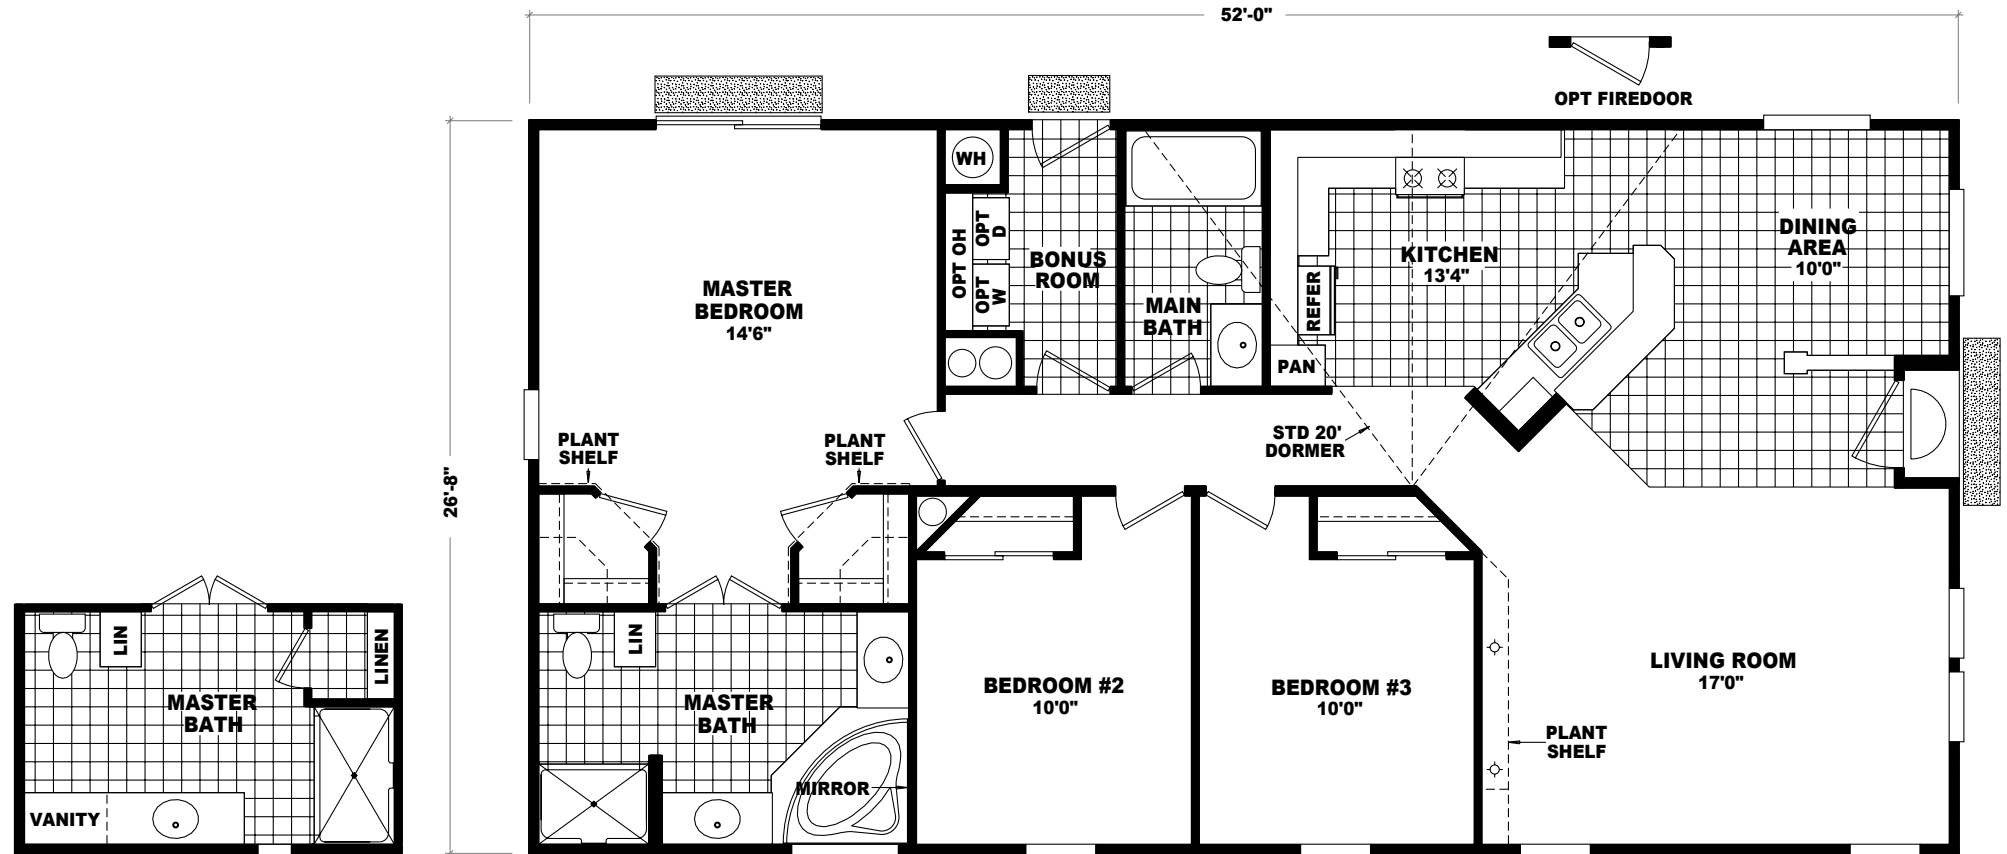 52'-0"
OPT FIREDOOR
26'-8"
WH
OPT OH
OPT
D
OPT
W
BONUS
ROOM
MAIN
BATH
REFER
PAN
KITCHEN
13'4"
DINING
AREA
10'0"
MASTER
BEDROOM
14'6"
PLANT
SHELF
PLANT
SHELF
STD 20'
DORMER
LIN
MASTER
BATH
LINEN
VANITY
LIN
MASTER
BATH
MIRROR
BEDROOM #2
10'0"
BEDROOM #3
10'0"
LIVING ROOM
17'0"
PLANT
SHELF